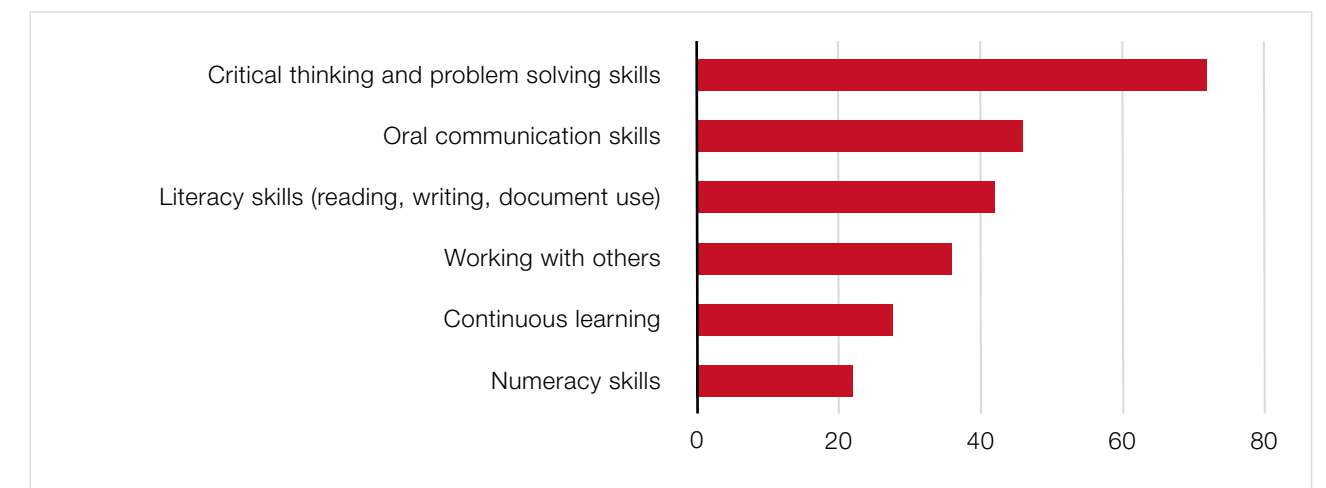 Critical thinking and problem solving skills
Oral communication skills
Literacy skills (reading, writing, document use)
Working with others
Continuous learning
Numeracy skills
0 20 40 60 80